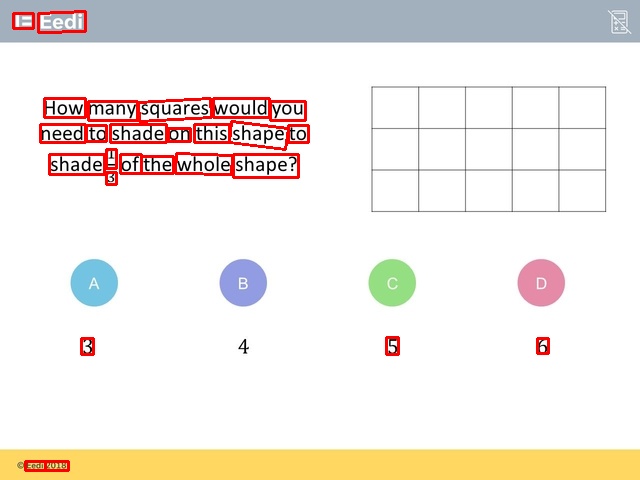 Eedi
How many squares would you
need to shade on this shape to
shade 1/3 of the whole shape?
A
B
C
D
3
4
5
6
© Eedi 2018